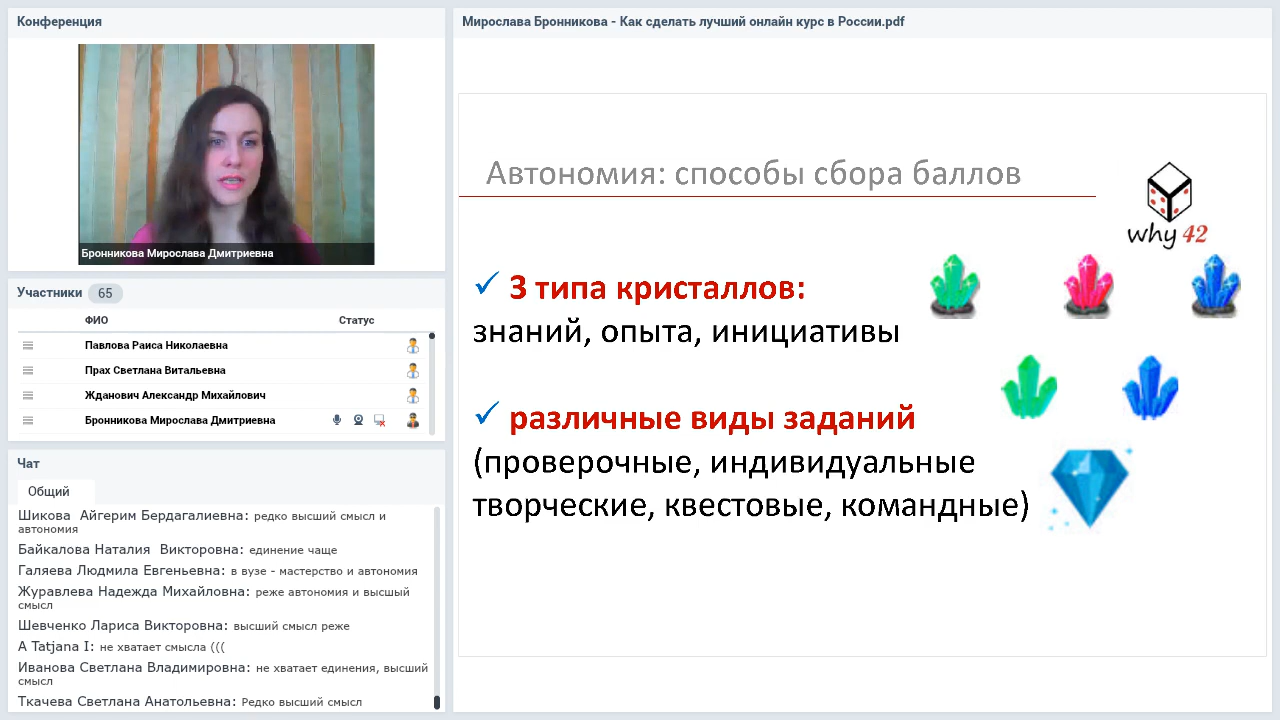 Конференция
Бронникова Мирослава Дмитриевна
Участники 65
ФИО Статус
Павлова Раиса Николаевна
Прах Светлана Витальевна
Жданович Александр Михайлович
Бронникова Мирослава Дмитриевна
Чат
Общий
Шикова Айгерим Бердагалиевна: редко высший смысл и
автономия
Байкалова Наталия Викторовна: единение чаще
Галяева Людмила Евгеньевна: в вузе - мастерство и автономия
Журавлева Надежда Михайловна: реже автономия и высшый
смысл
Шевченко Лариса Викторовна: высший смысл реже
A Tatjana I: не хватает смысла (((
Иванова Светлана Владимировна: не хватает единения, высший
смысл
Ткачева Светлана Анатольевна: Редко высший смысл
Мирослава Бронникова - Как сделать лучший онлайн курс в России.pdf
Автономия: способы сбора баллов
why 42
✓ 3 типа кристаллов:
знаний, опыта, инициативы
✓ различные виды заданий
(проверочные, индивидуальные
творческие, квестовые, командные)